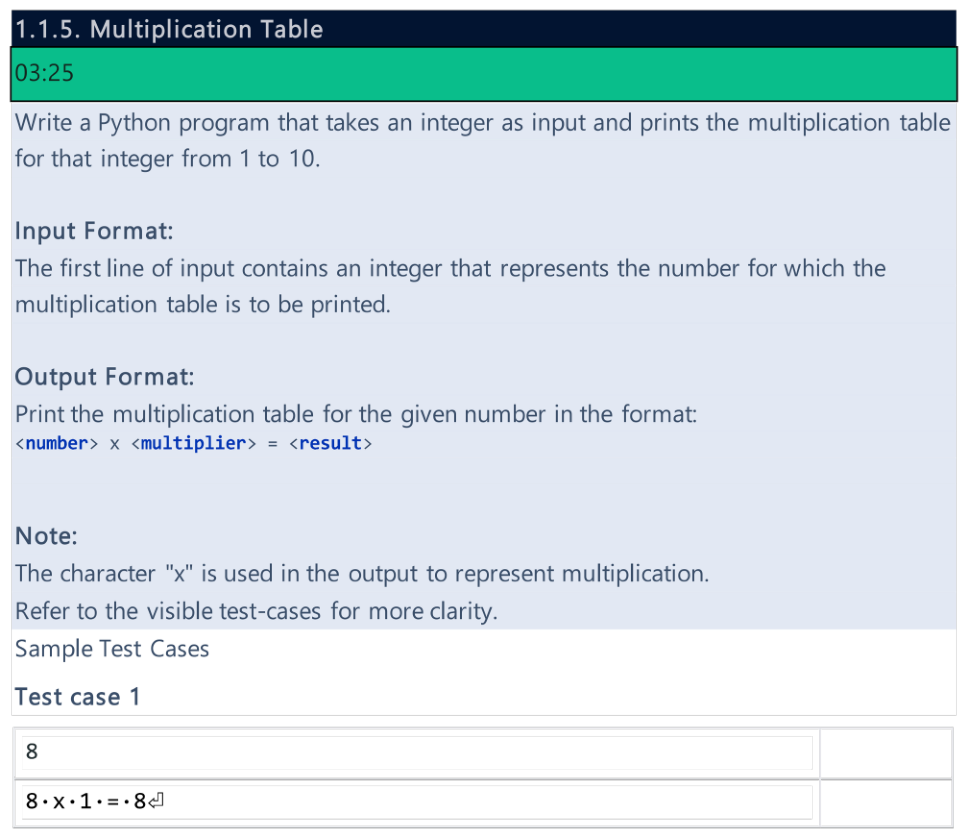 1.1.5. Multiplication Table
03:25
Write a Python program that takes an integer as input and prints the multiplication table
for that integer from 1 to 10.
Input Format:
The first line of input contains an integer that represents the number for which the
multiplication table is to be printed.
Output Format:
Print the multiplication table for the given number in the format:
<number> x <multiplier> = <result>
Note:
The character "x" is used in the output to represent multiplication.
Refer to the visible test-cases for more clarity.
Sample Test Cases
Test case 1
8
8·x·1·=·8⏎